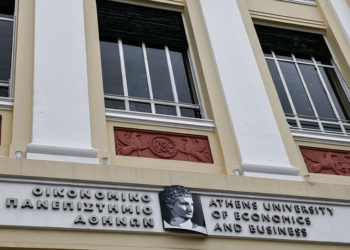 ΟΙΚΟΝΟΜΙΚΟ
ΠΑΝΕΠΙΣΤΗΜΙΟ
ΑΘΗΝΩΝ
ATHENS UNIVERSITY
OF ECONOMICS
AND BUSINESS